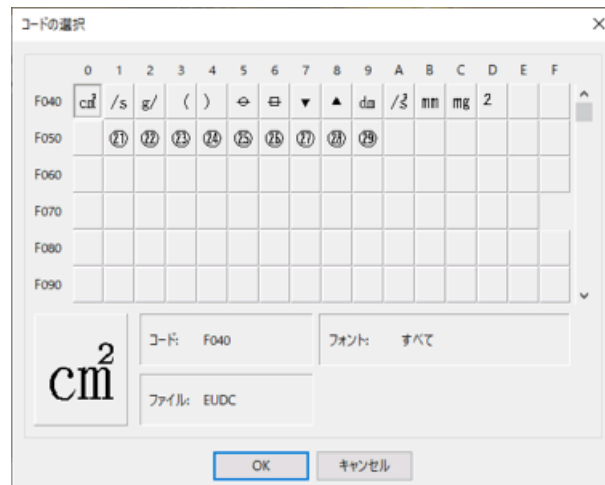 コードの選択
0 1 2 3 4 5 6 7 8 9 A B C D E F
F040 cm² /s g/ ( ) ⊖ ▼ ▲ dm mm mg 2
F050 ㉑ ㉒ ㉓ ㉔ ㉕ ㉖ ㉗ ㉘ ㉙
F060
F070
F080
F090
cm²
コード: F040
フォント: すべて
ファイル: EUDC
OK キャンセル